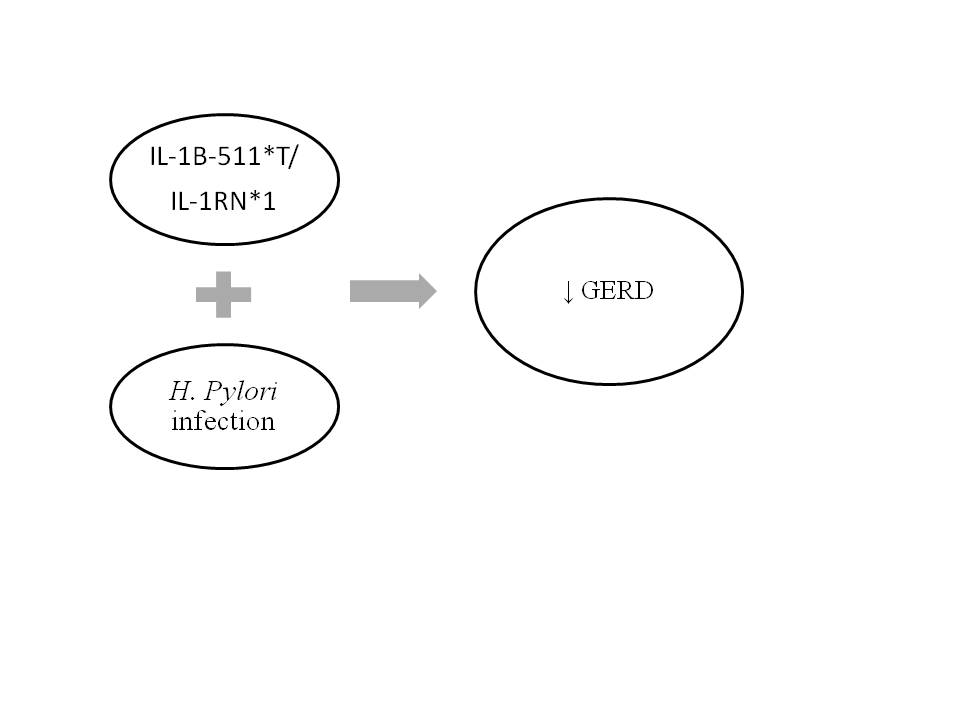 IL-1B-511*T/
IL-1RN*1
H. Pylori
infection
↓ GERD